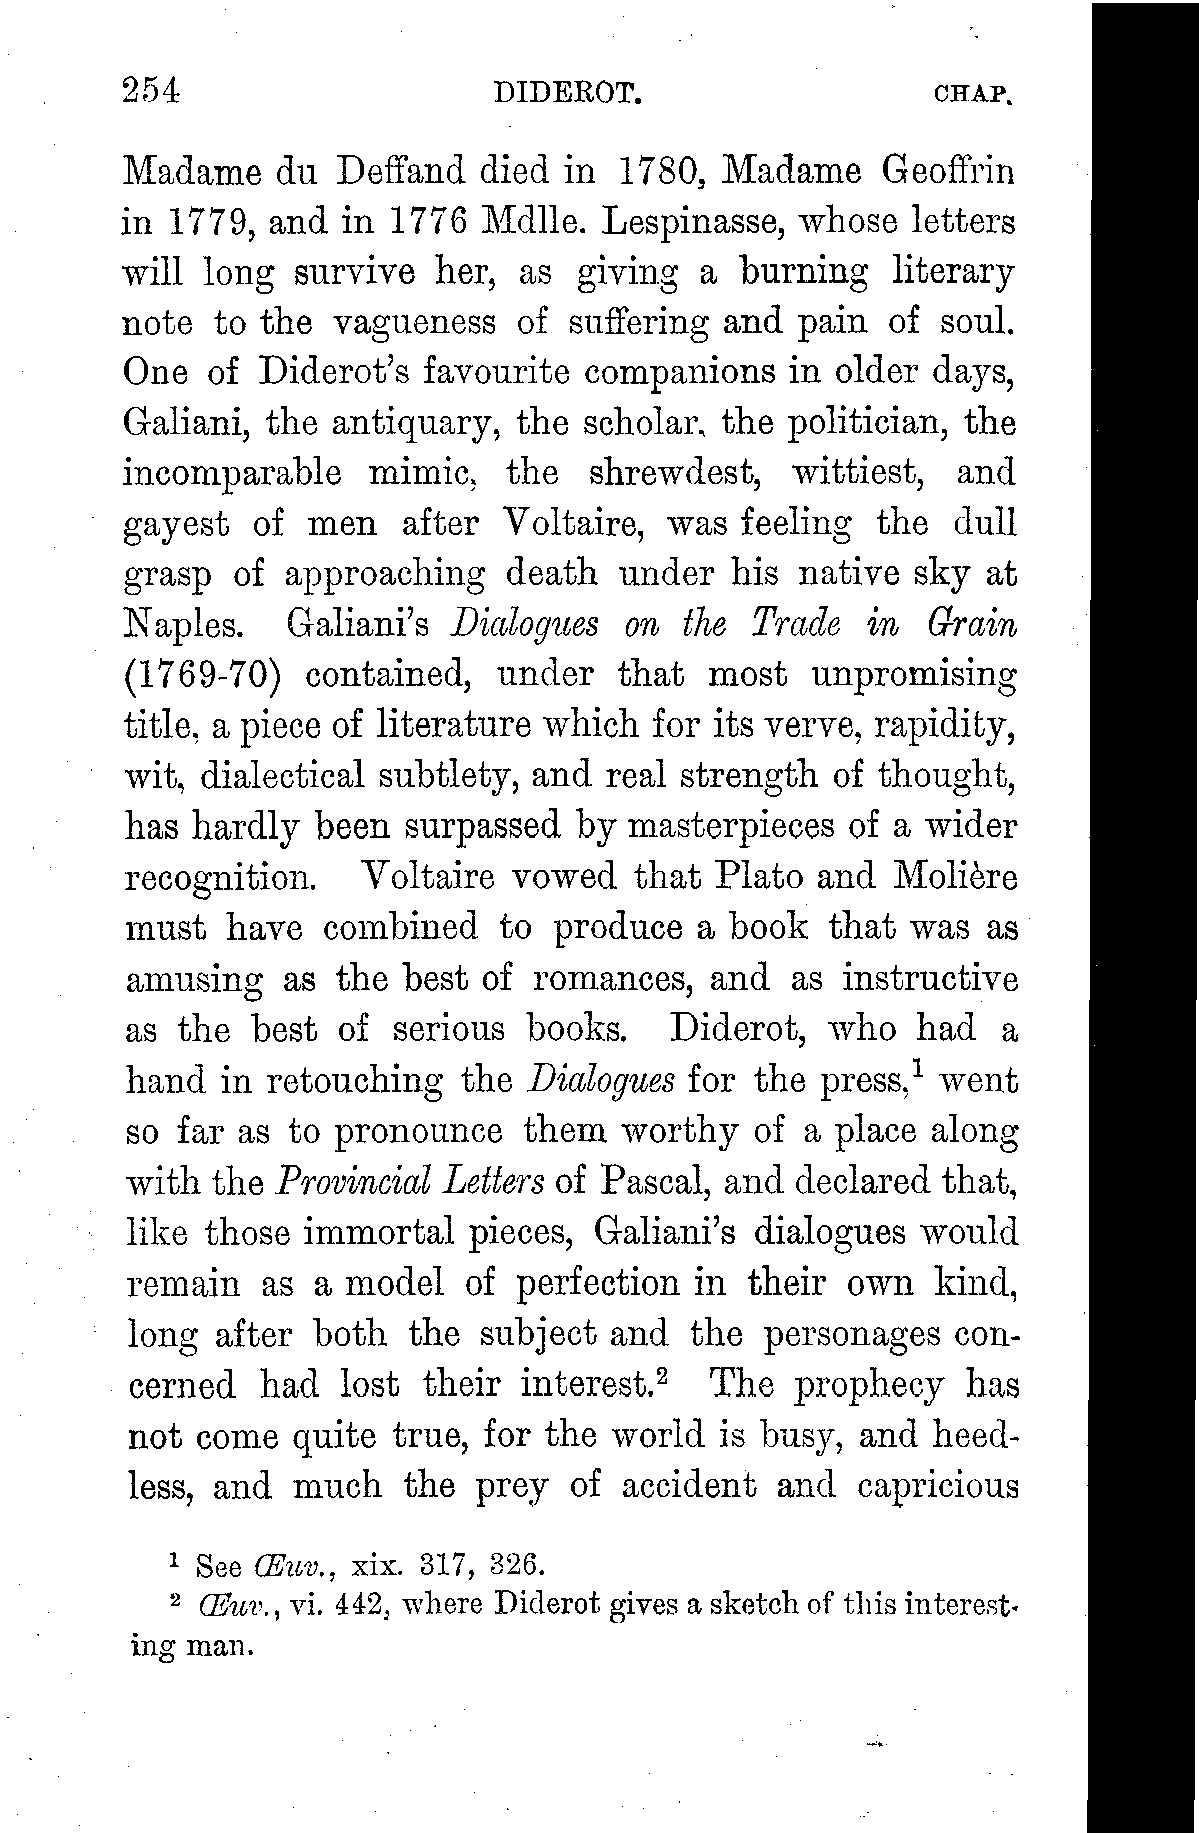 254 DIDEROT. CHAP.
Madame du Deffand died in 1780, Madame Geoffrin
in 1779, and in 1776 Mdlle. Lespinasse, whose letters
will long survive her, as giving a burning literary
note to the vagueness of suffering and pain of soul.
One of Diderot's favourite companions in older days,
Galiani, the antiquary, the scholar, the politician, the
incomparable mimic, the shrewdest, wittiest, and
gayest of men after Voltaire, was feeling the dull
grasp of approaching death under his native sky at
Naples. Galiani's Dialogues on the Trade in Grain
(1769-70) contained, under that most unpromising
title, a piece of literature which for its verve, rapidity,
wit, dialectical subtlety, and real strength of thought,
has hardly been surpassed by masterpieces of a wider
recognition. Voltaire vowed that Plato and Molière
must have combined to produce a book that was as
amusing as the best of romances, and as instructive
as the best of serious books. Diderot, who had a
hand in retouching the Dialogues for the press,¹ went
so far as to pronounce them worthy of a place along
with the Provincial Letters of Pascal, and declared that,
like those immortal pieces, Galiani's dialogues would
remain as a model of perfection in their own kind,
long after both the subject and the personages con-
cerned had lost their interest.² The prophecy has
not come quite true, for the world is busy, and heed-
less, and much the prey of accident and capricious
¹ See Œuv., xix. 317, 326.
² Œuv., vi. 442, where Diderot gives a sketch of this interest-
ing man.